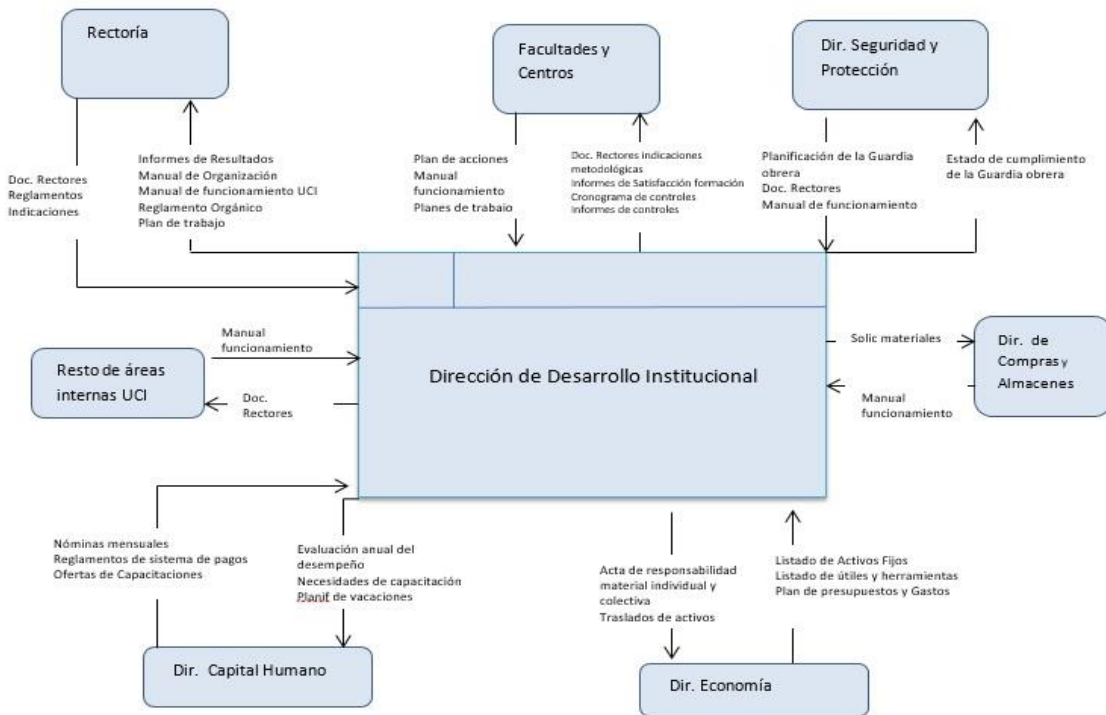 Rectoría
Facultades y
Centros
Dir. Seguridad y
Protección
Doc. Rectores
Reglamentos
Indicaciones
Informes de Resultados
Manual de Organización
Manual de funcionamiento UCI
Reglamento Orgánico
Plan de trabajo
Plan de acciones
Manual
funcionamiento
Planes de trabajo
Doc. Rectores indicaciones
metodológicas
Informes de Satisfacción formación
Cronograma de controles
Informes de controles
Planificación de la Guardia
obrera
Doc. Rectores
Manual de funcionamiento
Estado de cumplimiento
de la Guardia obrera
Manual
funcionamiento
Resto de áreas
internas UCI
Doc.
Rectores
Dirección de Desarrollo Institucional
Solic materiales
Manual
funcionamiento
Dir. de
Compras y
Almacenes
Nóminas mensuales
Reglamentos de sistema de pagos
Ofertas de Capacitaciones
Evaluación anual del
desempeño
Necesidades de capacitación
Planif de vacaciones
Acta de responsabilidad
material individual y
colectiva
Traslados de activos
Listado de Activos Fijos
Listado de útiles y herramientas
Plan de presupuestos y Gastos
Dir. Capital Humano
Dir. Economía